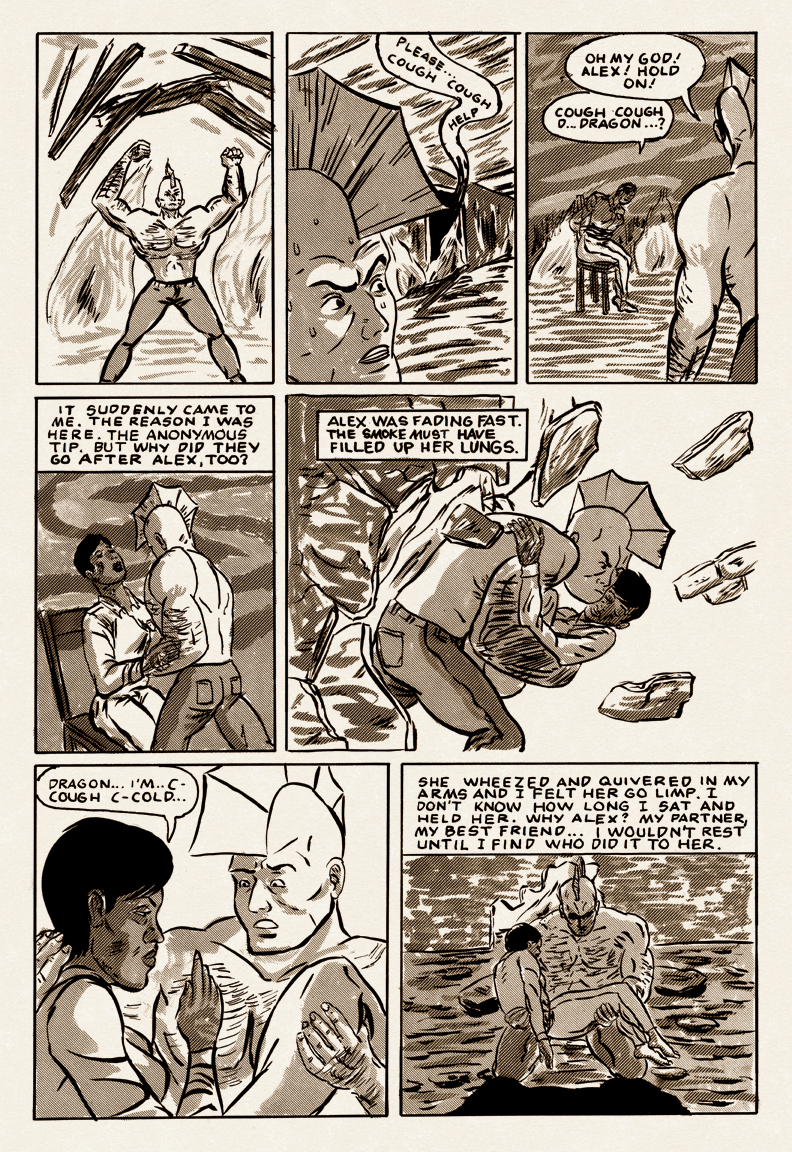 PLEASE...
COUGH COUGH
HELP
OH MY GOD!
ALEX! HOLD
ON!
COUGH COUGH
D... DRAGON...?
IT SUDDENLY CAME TO
ME. THE REASON I WAS
HERE. THE ANONYMOUS
TIP. BUT WHY DID THEY
GO AFTER ALEX, TOO?
ALEX WAS FADING FAST.
THE SMOKE MUST HAVE
FILLED UP HER LUNGS.
DRAGON... I'M... C-
COUGH C-COLD...
SHE WHEEZED AND QUIVERED IN MY
ARMS AND I FELT HER GO LIMP. I
DON'T KNOW HOW LONG I SAT AND
HELD HER. WHY ALEX? MY PARTNER,
MY BEST FRIEND... I WOULDN'T REST
UNTIL I FIND WHO DID IT TO HER.